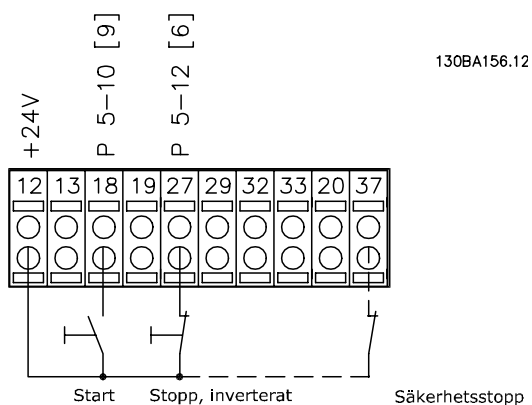 130BA156.12
+24V
P 5-10 [9]
P 5-12 [6]
12 13 18 19 27 29 32 33 20 37
Start
Stopp, inverterat
Säkerhetsstopp